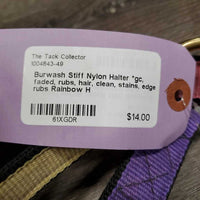 The Tack Collector
1004643-49
Burwash Stiff Nylon Halter *gc,
faded, rubs, hair, clean, stains, edge
rubs Rainbow H
61XGDR
$14.00